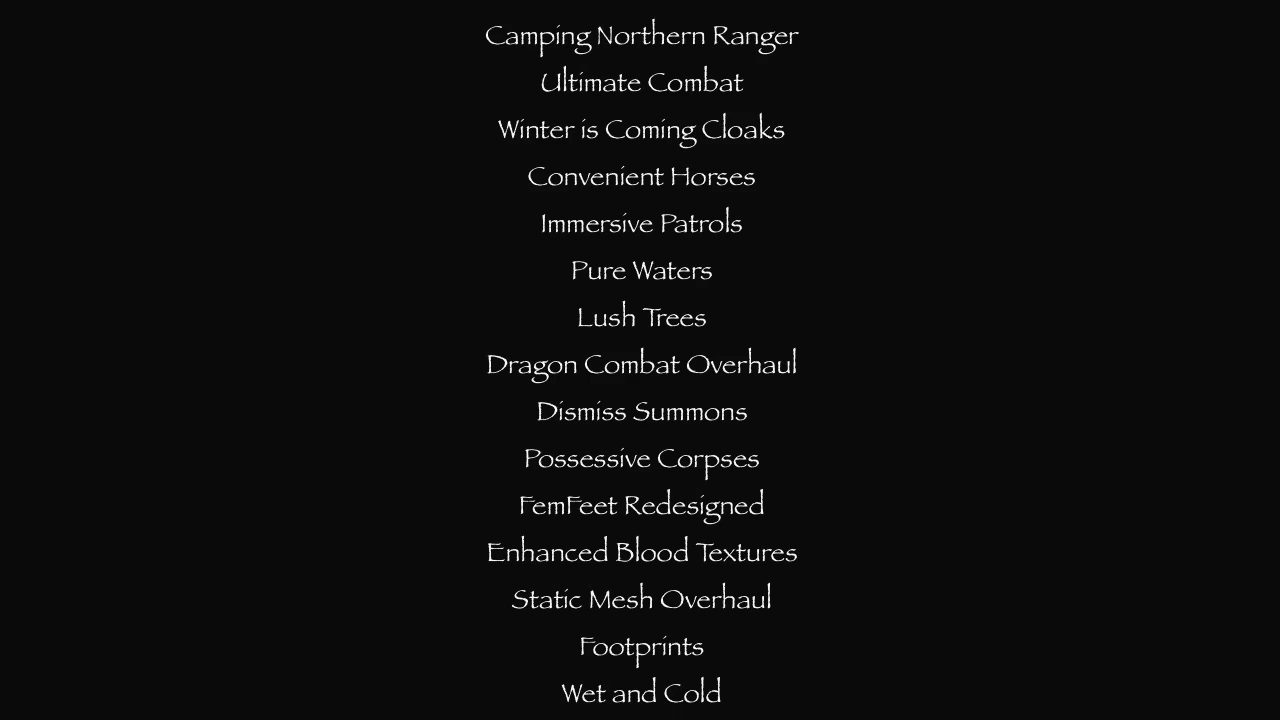 Camping Northern Ranger
Ultimate Combat
Winter is Coming Cloaks
Convenient Horses
Immersive Patrols
Pure Waters
Lush Trees
Dragon Combat Overhaul
Dismiss Summons
Possessive Corpses
FemFeet Redesigned
Enhanced Blood Textures
Static Mesh Overhaul
Footprints
Wet and Cold